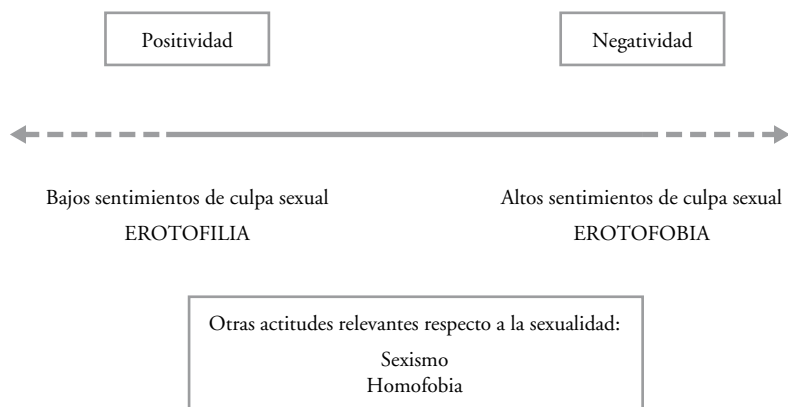 Positividad
Negatividad
Bajos sentimientos de culpa sexual
EROTOFILIA
Altos sentimientos de culpa sexual
EROTOFOBIA
Otras actitudes relevantes respecto a la sexualidad:
Sexismo
Homofobia